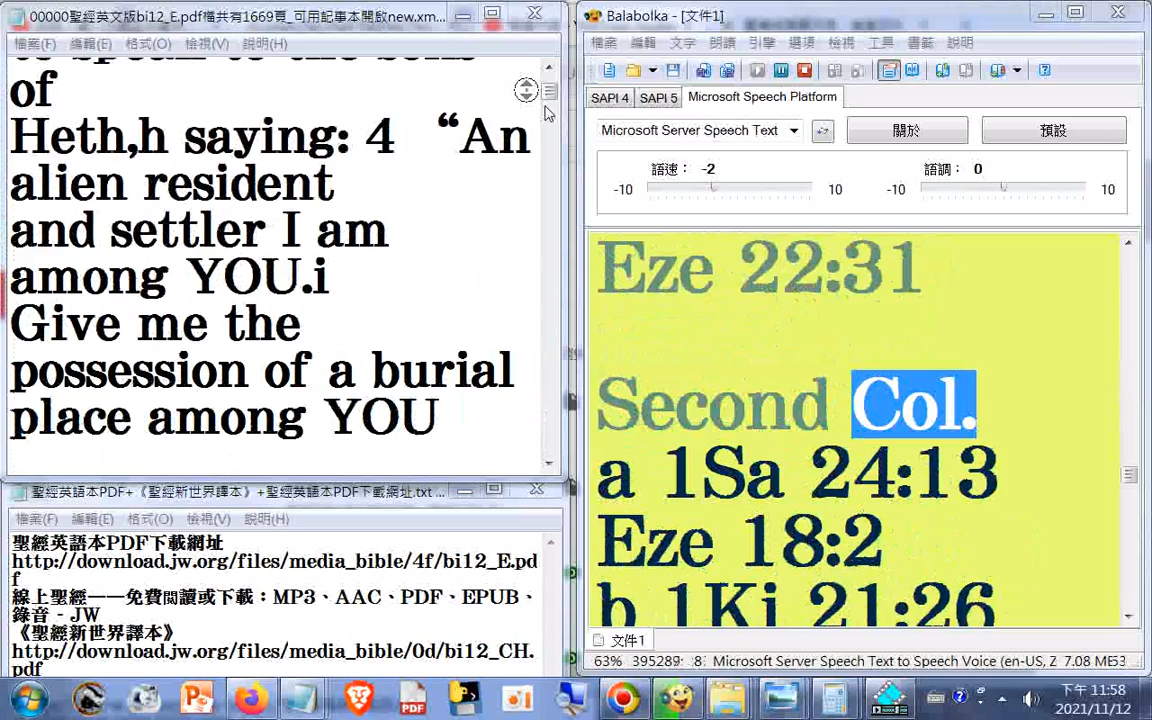 00000聖經英文版bi12_E.pdf檔共有1669頁_可用記事本開啟new.xm...
檔案(F) 編輯(E) 格式(O) 檢視(V) 說明(H)
to speak to the sons
of
Heth,h saying: 4 “An
alien resident
and settler I am
among YOU.i
Give me the
possession of a burial
place among YOU
聖經英語本PDF+《聖經新世界譯本》+聖經英語本PDF下載網址.txt ...
檔案(F) 編輯(E) 格式(O) 檢視(V) 說明(H)
聖經英語本PDF下載網址
http://download.jw.org/files/media_bible/4f/bi12_E.pd
f
線上聖經——免費閱讀或下載：MP3、AAC、PDF、EPUB、
錄音 - JW
《聖經新世界譯本》
http://download.jw.org/files/media_bible/0d/bi12_CH.
pdf
Balabolka - [文件1]
檔案 編輯 文字 朗讀 引擎 選項 檢視 工具 書籤 說明
SAPI 4 SAPI 5 Microsoft Speech Platform
Microsoft Server Speech Text 關於 預設
語速： -2 語調： 0
-10 10 -10 10
Eze 22:31
Second Col.
a 1Sa 24:13
Eze 18:2
b 1Ki 21:26
文件1
63% 395289: Microsoft Server Speech Text to Speech Voice (en-US, Z 7.08 ME
PDF
下午 11:58
2021/11/12